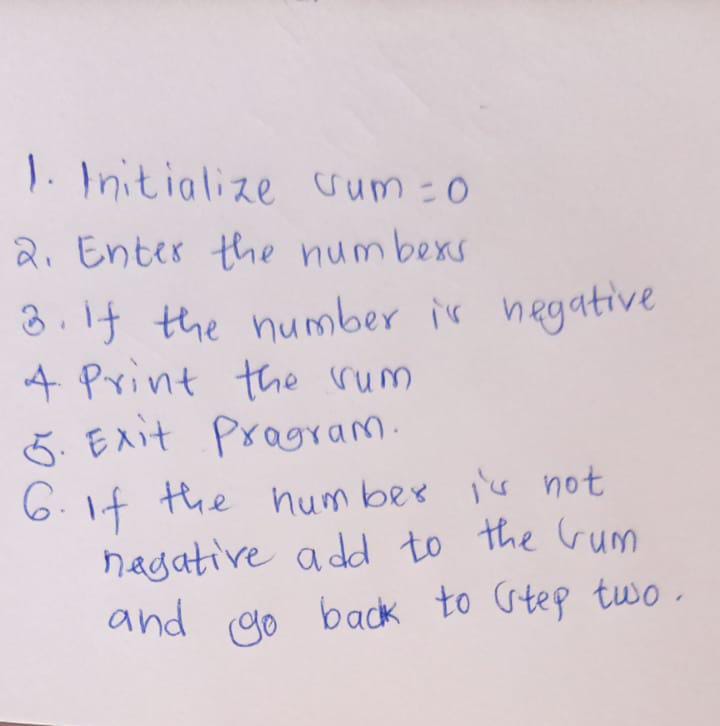 1. Initialize sum = 0
2. Enter the numbers
3. If the number is negative
4. Print the sum
5. Exit Program.
6. If the number is not
negative add to the sum
and go back to step two.